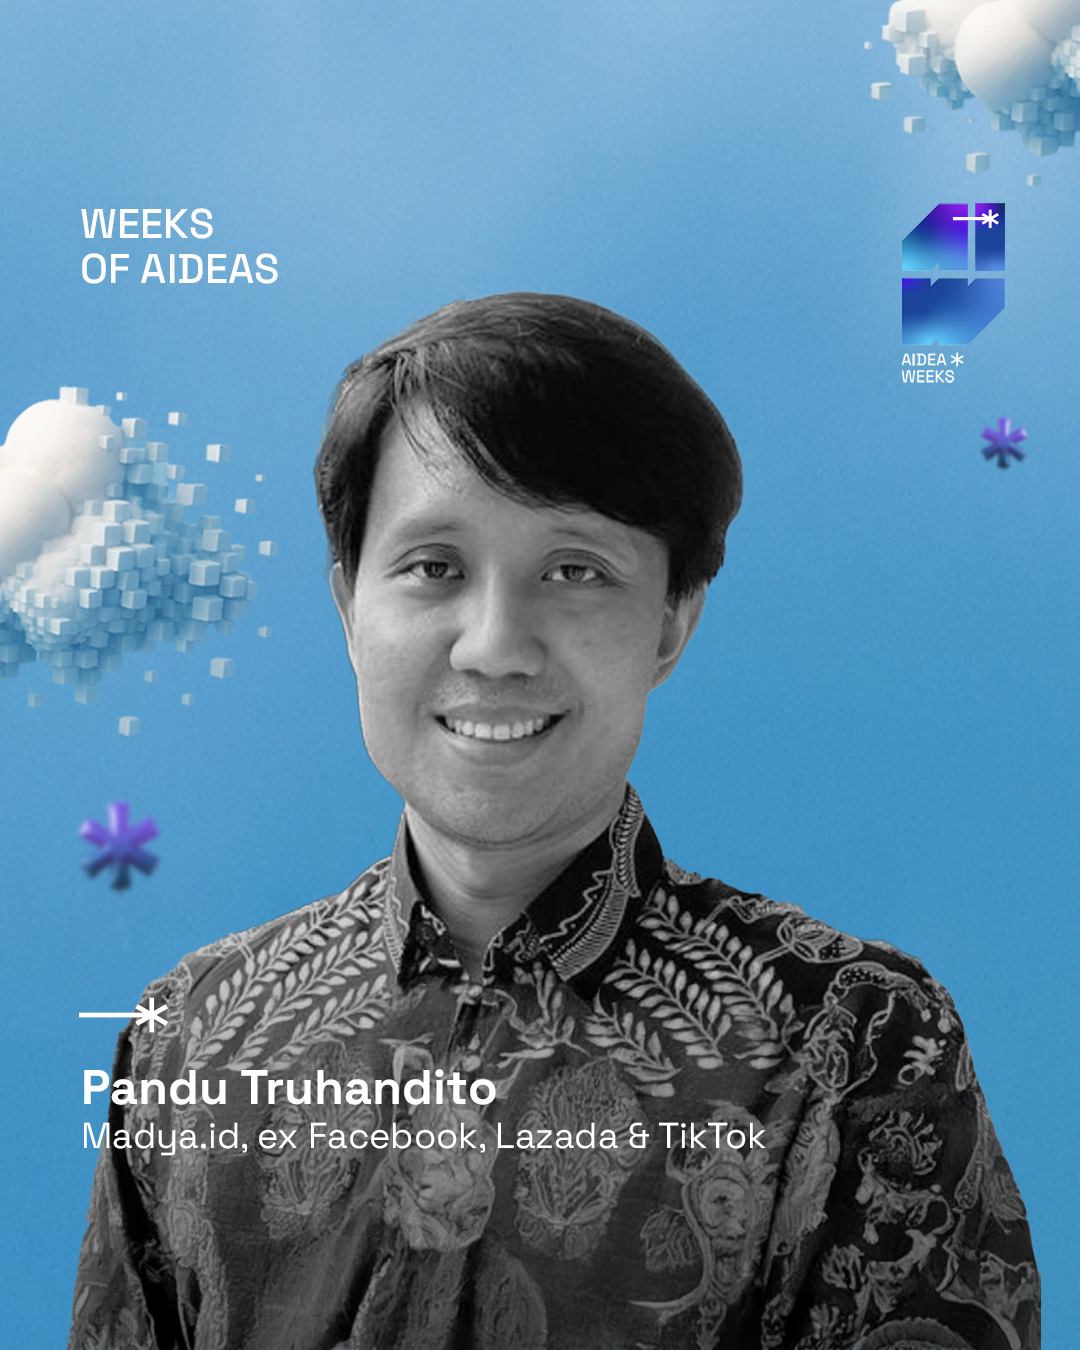 WEEKS
OF AIDEAS
AIDEA
WEEKS
Pandu Truhandito
Madya.id, ex Facebook, Lazada & TikTok